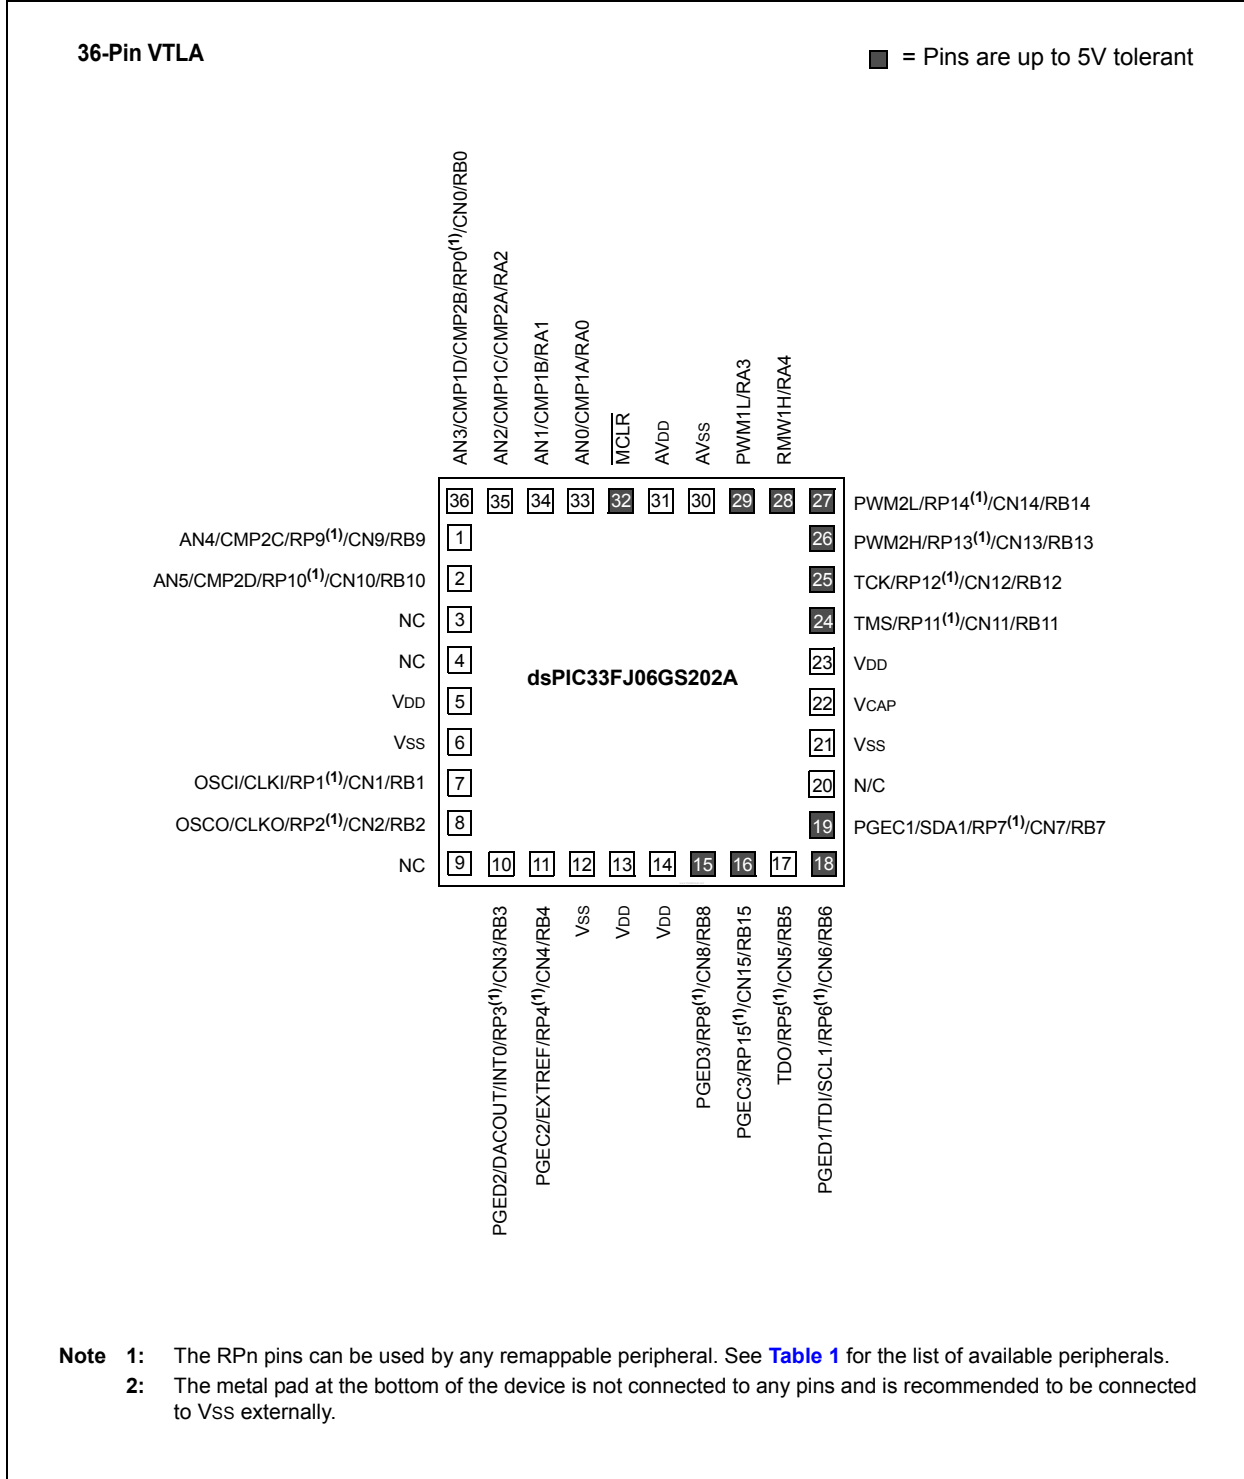 36-Pin VTLA
= Pins are up to 5V tolerant
AN3/CMP1D/CMP2B/RP0(1)/CN0/RB0
AN2/CMP1C/CMP2A/RA2
AN1/CMP1B/RA1
AN0/CMP1A/RA0
MCLR
AVDD
AVSS
PWM1L/RA3
RMW1H/RA4
36 35 34 33 32 31 30 29 28 27 PWM2L/RP14(1)/CN14/RB14
AN4/CMP2C/RP9(1)/CN9/RB9 1
26 PWM2H/RP13(1)/CN13/RB13
AN5/CMP2D/RP10(1)/CN10/RB10 2
25 TCK/RP12(1)/CN12/RB12
NC 3
24 TMS/RP11(1)/CN11/RB11
NC 4
23 VDD
dsPIC33FJ06GS202A
VDD 5
22 VCAP
VSS 6
21 VSS
OSCI/CLKI/RP1(1)/CN1/RB1 7
20 N/C
OSCO/CLKO/RP2(1)/CN2/RB2 8
19 PGEC1/SDA1/RP7(1)/CN7/RB7
NC 9 10 11 12 13 14 15 16 17 18
PGED2/DACOUT/INT0/RP3(1)/CN3/RB3
PGEC2/EXTREF/RP4(1)/CN4/RB4
VSS
VDD
VDD
PGED3/RP8(1)/CN8/RB8
PGEC3/RP15(1)/CN15/RB15
TDO/RP5(1)/CN5/RB5
PGED1/TDI/SCL1/RP6(1)/CN6/RB6
Note 1: The RPn pins can be used by any remappable peripheral. See Table 1 for the list of available peripherals.
2: The metal pad at the bottom of the device is not connected to any pins and is recommended to be connected
to VSS externally.